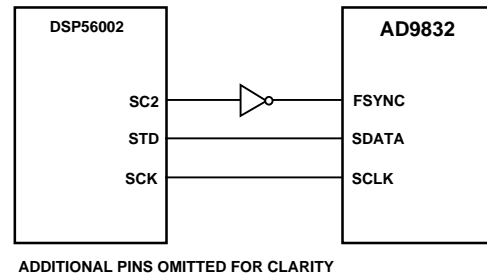 DSP56002
AD9832
SC2
FSYNC
STD
SDATA
SCK
SCLK
ADDITIONAL PINS OMITTED FOR CLARITY